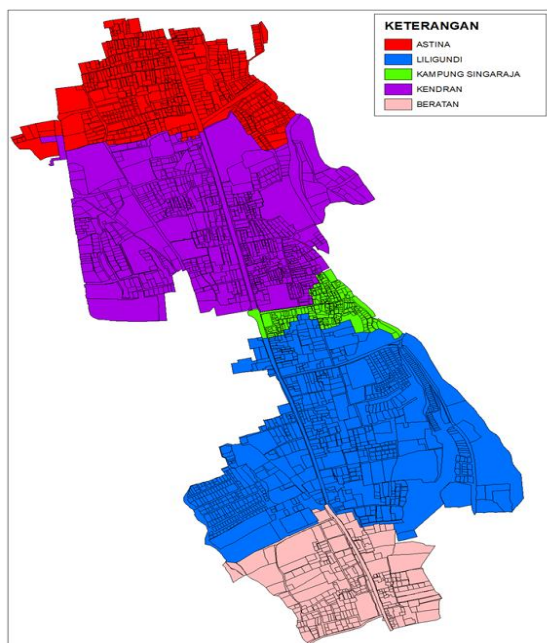 KETERANGAN
ASTINA
LILIGUNDI
KAMPUNG SINGARAJA
KENDRAN
BERATAN